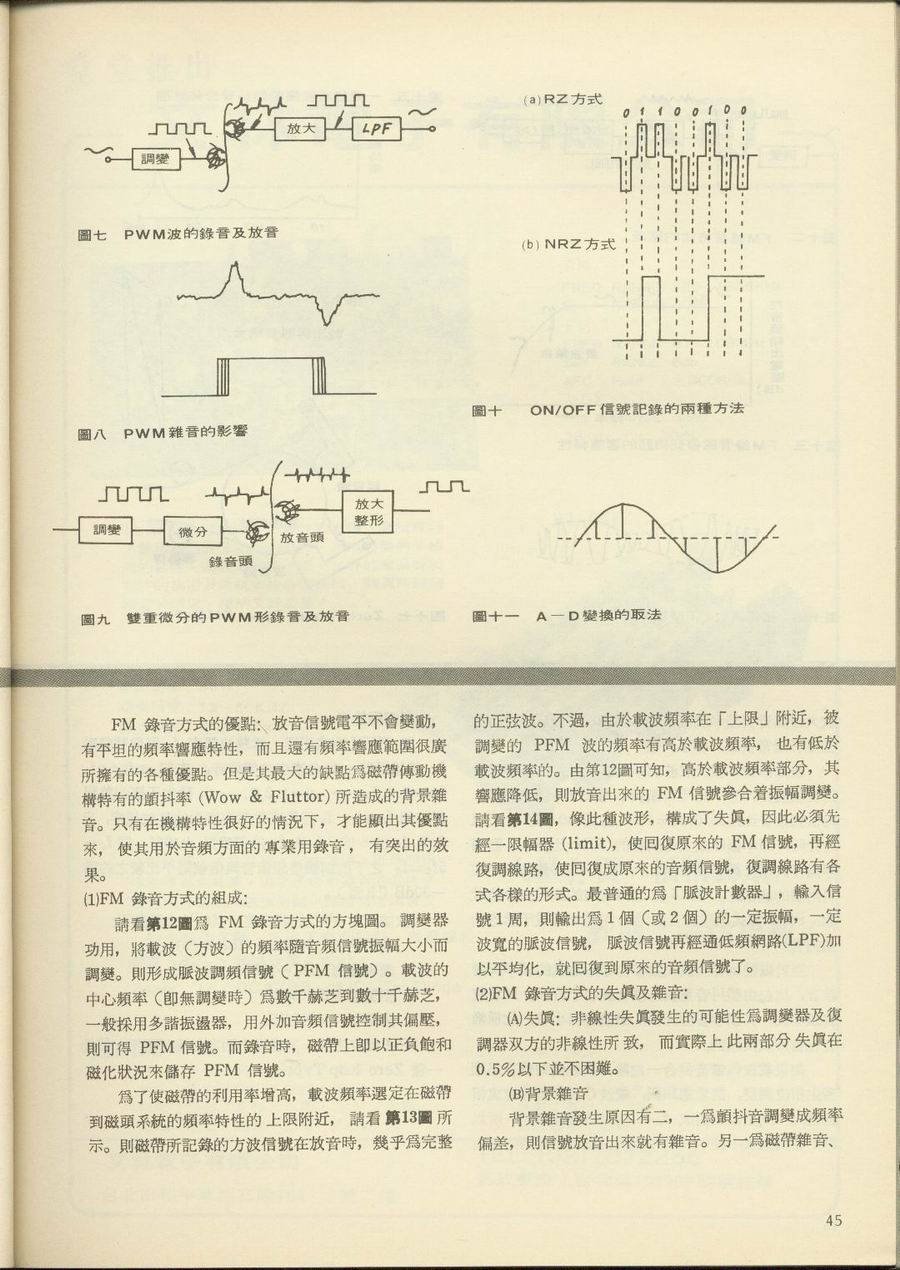 調變
放大
LPF
圖七 PWM波的錄音及放音
圖八 PWM雜音的影響
調變
微分
錄音頭
放音頭
放大
整形
圖九 雙重微分的PWM形錄音及放音
(a)RZ方式
0 1 1 0 0 1 0 0
(b) NRZ方式
圖十 ON/OFF信號記錄的兩種方法
圖十一 A－D變換的取法
FM 錄音方式的優點：放音信號電平不會變動，
有平坦的頻率響應特性，而且還有頻率響應範圍很廣
所擁有的各種優點。但是其最大的缺點爲磁帶傳動機
構特有的顫抖率 (Wow & Fluttor) 所造成的背景雜
音。只有在機構特性很好的情況下，才能顯出其優點
來，使其用於音頻方面的專業用錄音，有突出的效
果。
(1)FM 錄音方式的組成：
請看第12圖爲 FM 錄音方式的方塊圖。調變器
功用，將載波（方波）的頻率隨音頻信號振幅大小而
調變。則形成脈波調頻信號（PFM 信號）。載波的
中心頻率（卽無調變時）爲數千赫芝到數十千赫芝，
一般採用多諧振盪器，用外加音頻信號控制其偏壓，
則可得 PFM 信號。而錄音時，磁帶上卽以正負飽和
磁化狀況來儲存 PFM 信號。
爲了使磁帶的利用率增高，載波頻率選定在磁帶
到磁頭系統的頻率特性的上限附近，請看第13圖所
示。則磁帶所記錄的方波信號在放音時，幾乎爲完整
的正弦波。不過，由於載波頻率在「上限」附近，被
調變的 PFM 波的頻率有高於載波頻率，也有低於
載波頻率的。由第12圖可知，高於載波頻率部分，其
響應降低，則放音出來的 FM 信號參合着振幅調變。
請看第14圖，像此種波形，構成了失眞，因此必須先
經一限幅器 (limit)，使回復原來的 FM 信號，再經
復調線路，使回復成原來的音頻信號，復調線路有各
式各樣的形式。最普通的爲「脈波計數器」，輸入信
號1周，則輸出爲1個（或2個）的一定振幅，一定
波寬的脈波信號，脈波信號再經通低頻網路(LPF)加
以平均化，就回復到原來的音頻信號了。
(2)FM 錄音方式的失眞及雜音：
(A)失眞：非線性失眞發生的可能性爲調變器及復
調器双方的非線性所致，而實際上此兩部分失眞在
0.5%以下並不困難。
(B)背景雜音
背景雜音發生原因有二，一爲顫抖音調變成頻率
偏差，則信號放音出來就有雜音。另一爲磁帶雜音、
45